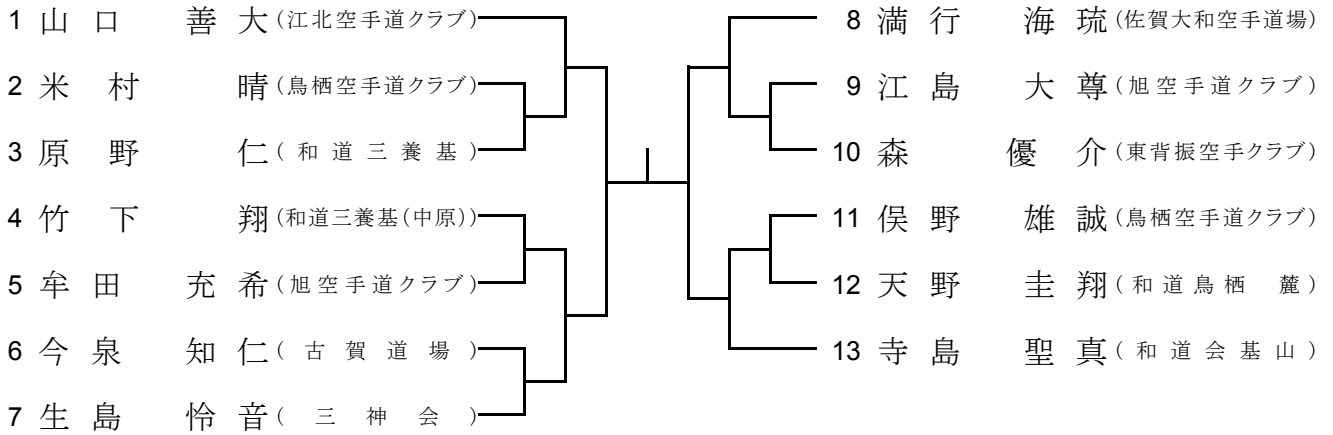 1 山口 善大 (江北空手道クラブ)
2 米村 晴 (鳥栖空手道クラブ)
3 原野 仁 (和道三養基)
4 竹下 翔 (和道三養基(中原))
5 牟田 充希 (旭空手道クラブ)
6 今泉 知仁 (古賀道場)
7 生島 怜音 (三神会)
8 満行 海琉 (佐賀大和空手道場)
9 江島 大尊 (旭空手道クラブ)
10 森 優介 (東背振空手クラブ)
11 俣野 雄誠 (鳥栖空手道クラブ)
12 天野 圭翔 (和道鳥栖 麓)
13 寺島 聖真 (和道会基山)